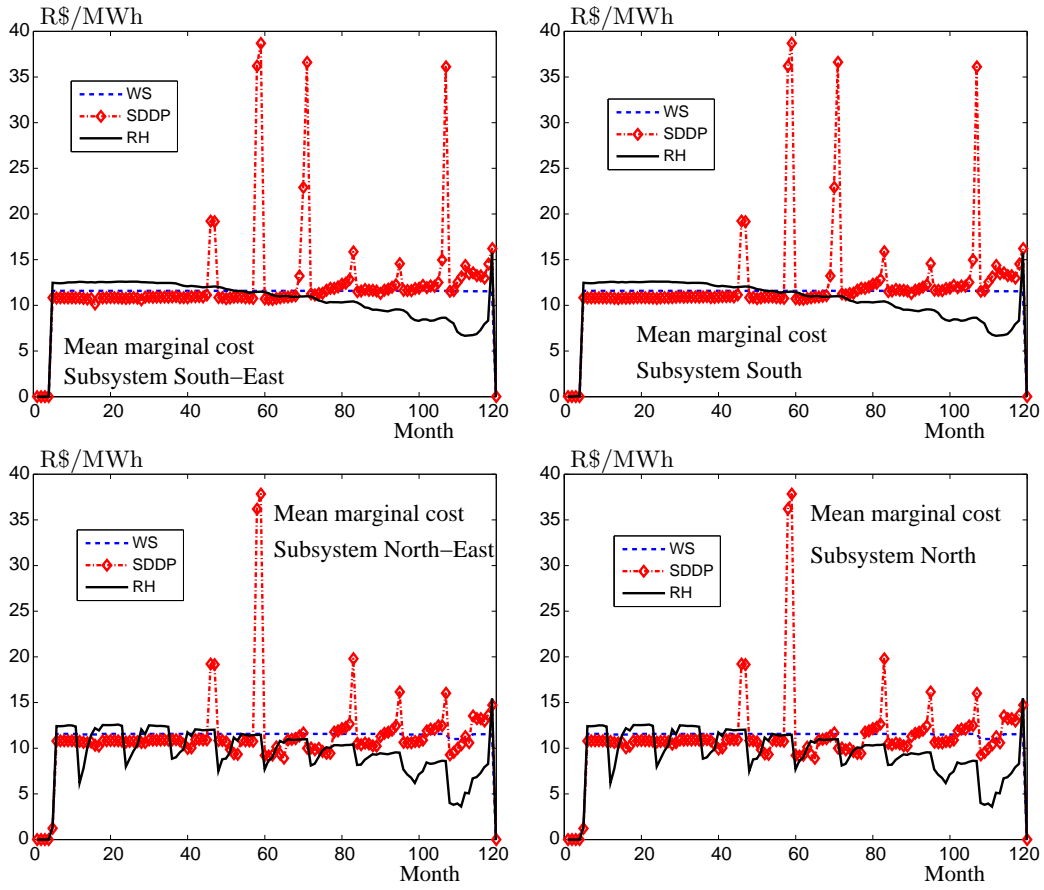 R$/MWh
40
35
30
25
20
15
10
5
0
WS
SDDP
RH
Mean marginal cost
Subsystem South−East
0 20 40 60 80 100 120
Month
R$/MWh
40
35
30
25
20
15
10
5
0
WS
SDDP
RH
Mean marginal cost
Subsystem South
0 20 40 60 80 100 120
Month
R$/MWh
40
35
30
25
20
15
10
5
0
Mean marginal cost
Subsystem North−East
WS
SDDP
RH
0 20 40 60 80 100 120
Month
R$/MWh
40
35
30
25
20
15
10
5
0
Mean marginal cost
Subsystem North
WS
SDDP
RH
0 20 40 60 80 100 120
Month